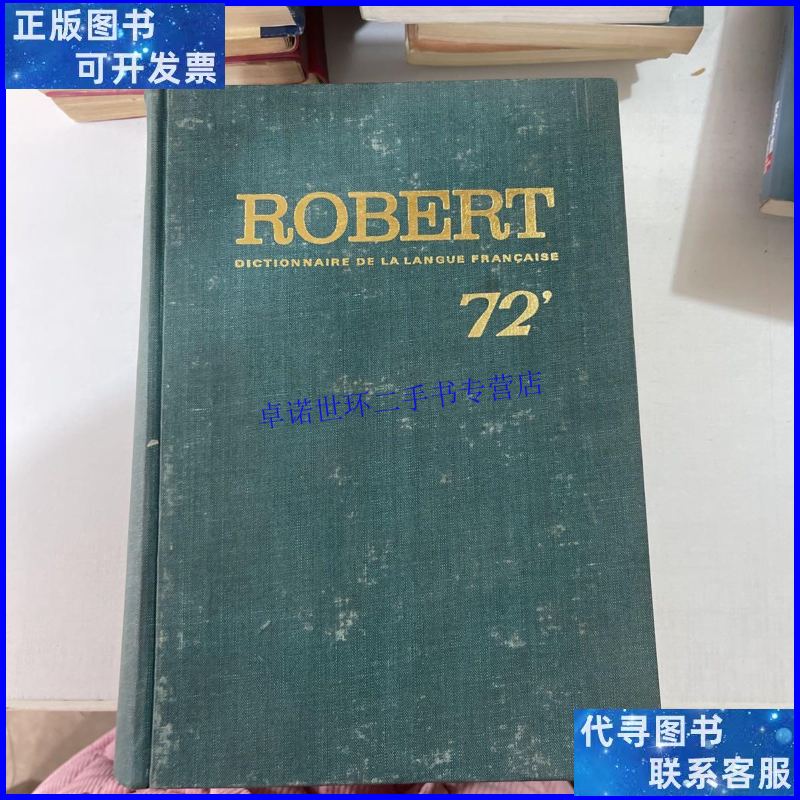 正版图书
可开发票
ROBERT
DICTIONNAIRE DE LA LANGUE FRANÇAISE
72'
卓诺世环二手书专营店
代寻图书
联系客服